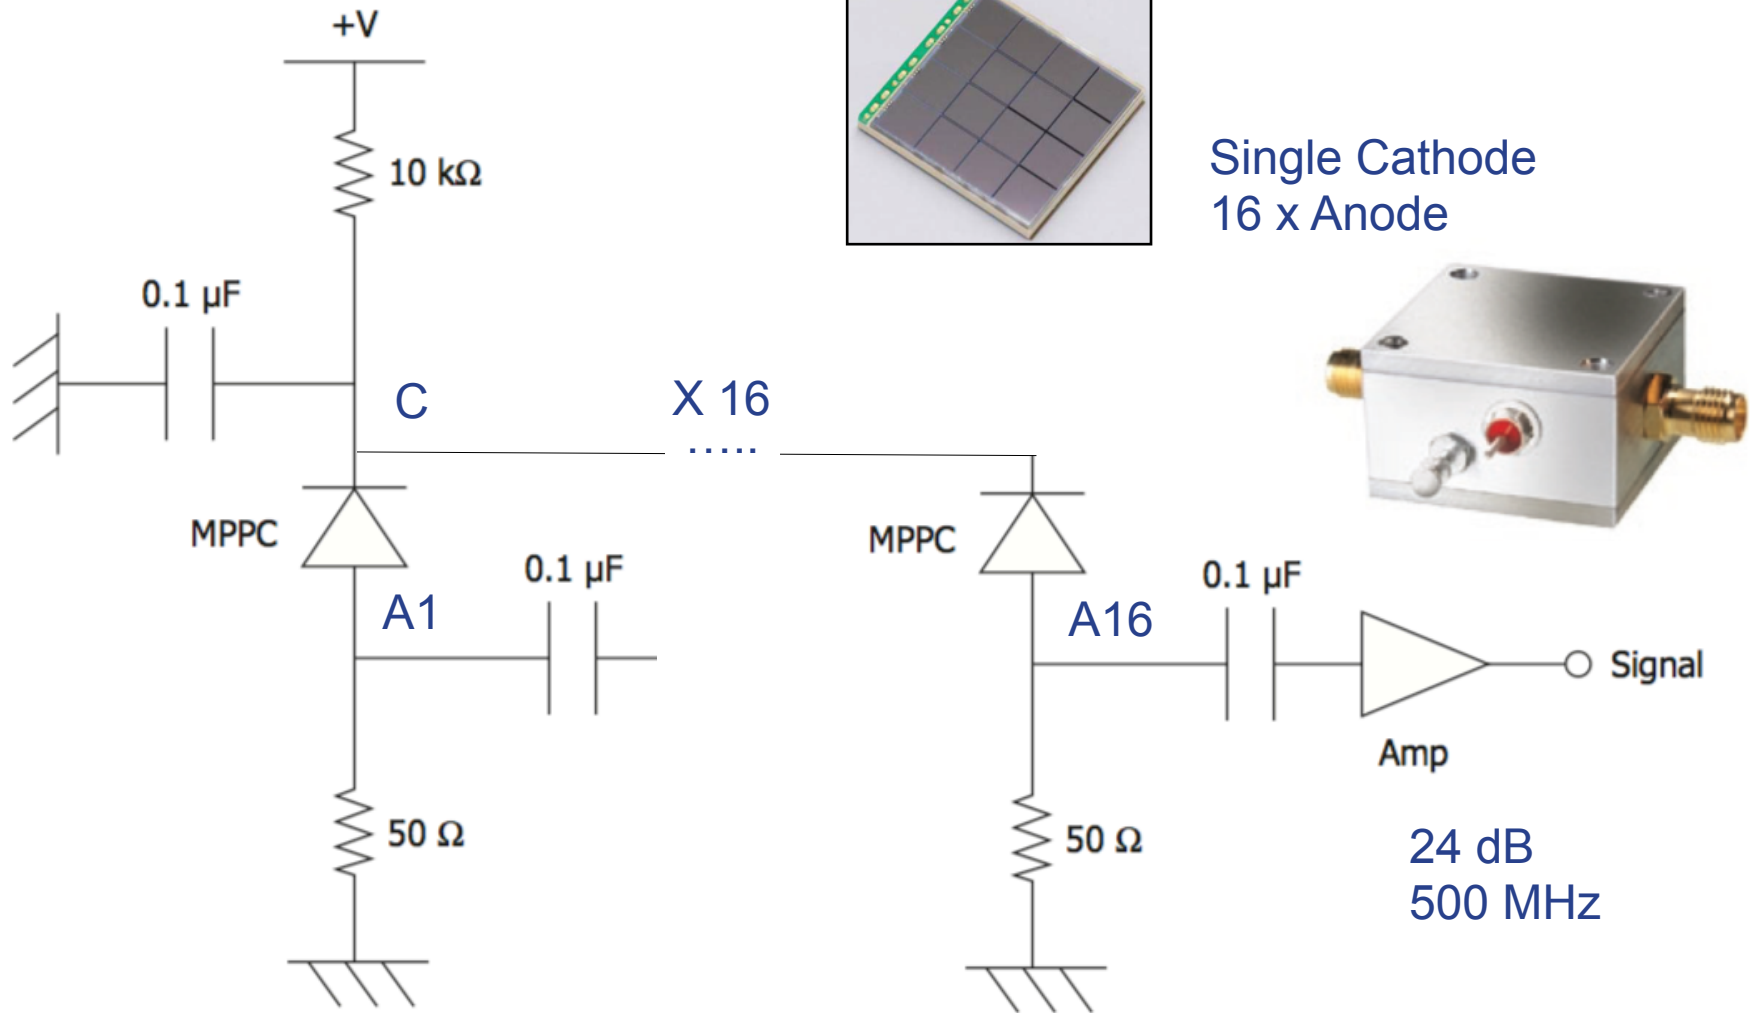 +V
10 kΩ
Single Cathode
16 x Anode
0.1 µF
C
X 16
.....
MPPC
0.1 µF
A1
MPPC
0.1 µF
A16
Signal
Amp
50 Ω
50 Ω
24 dB
500 MHz